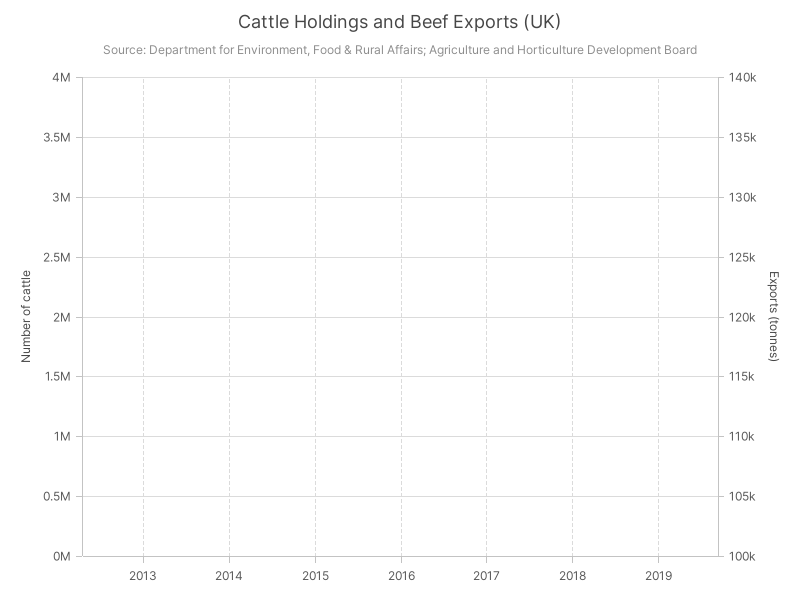 Cattle Holdings and Beef Exports (UK)
Source: Department for Environment, Food & Rural Affairs; Agriculture and Horticulture Development Board
4M
3.5M
3M
2.5M
2M
1.5M
1M
0.5M
0M
Number of cattle
140k
135k
130k
125k
120k
115k
110k
105k
100k
Exports (tonnes)
2013 2014 2015 2016 2017 2018 2019